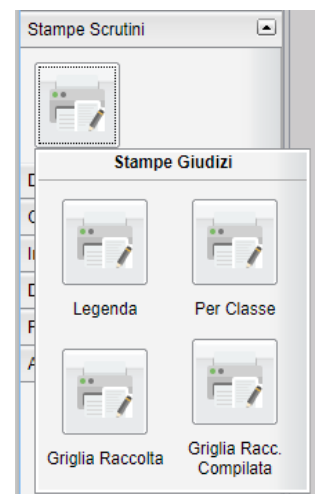 Stampe Scrutini
Stampe Giudizi
Legenda
Per Classe
Griglia Raccolta
Griglia Racc.
Compilata